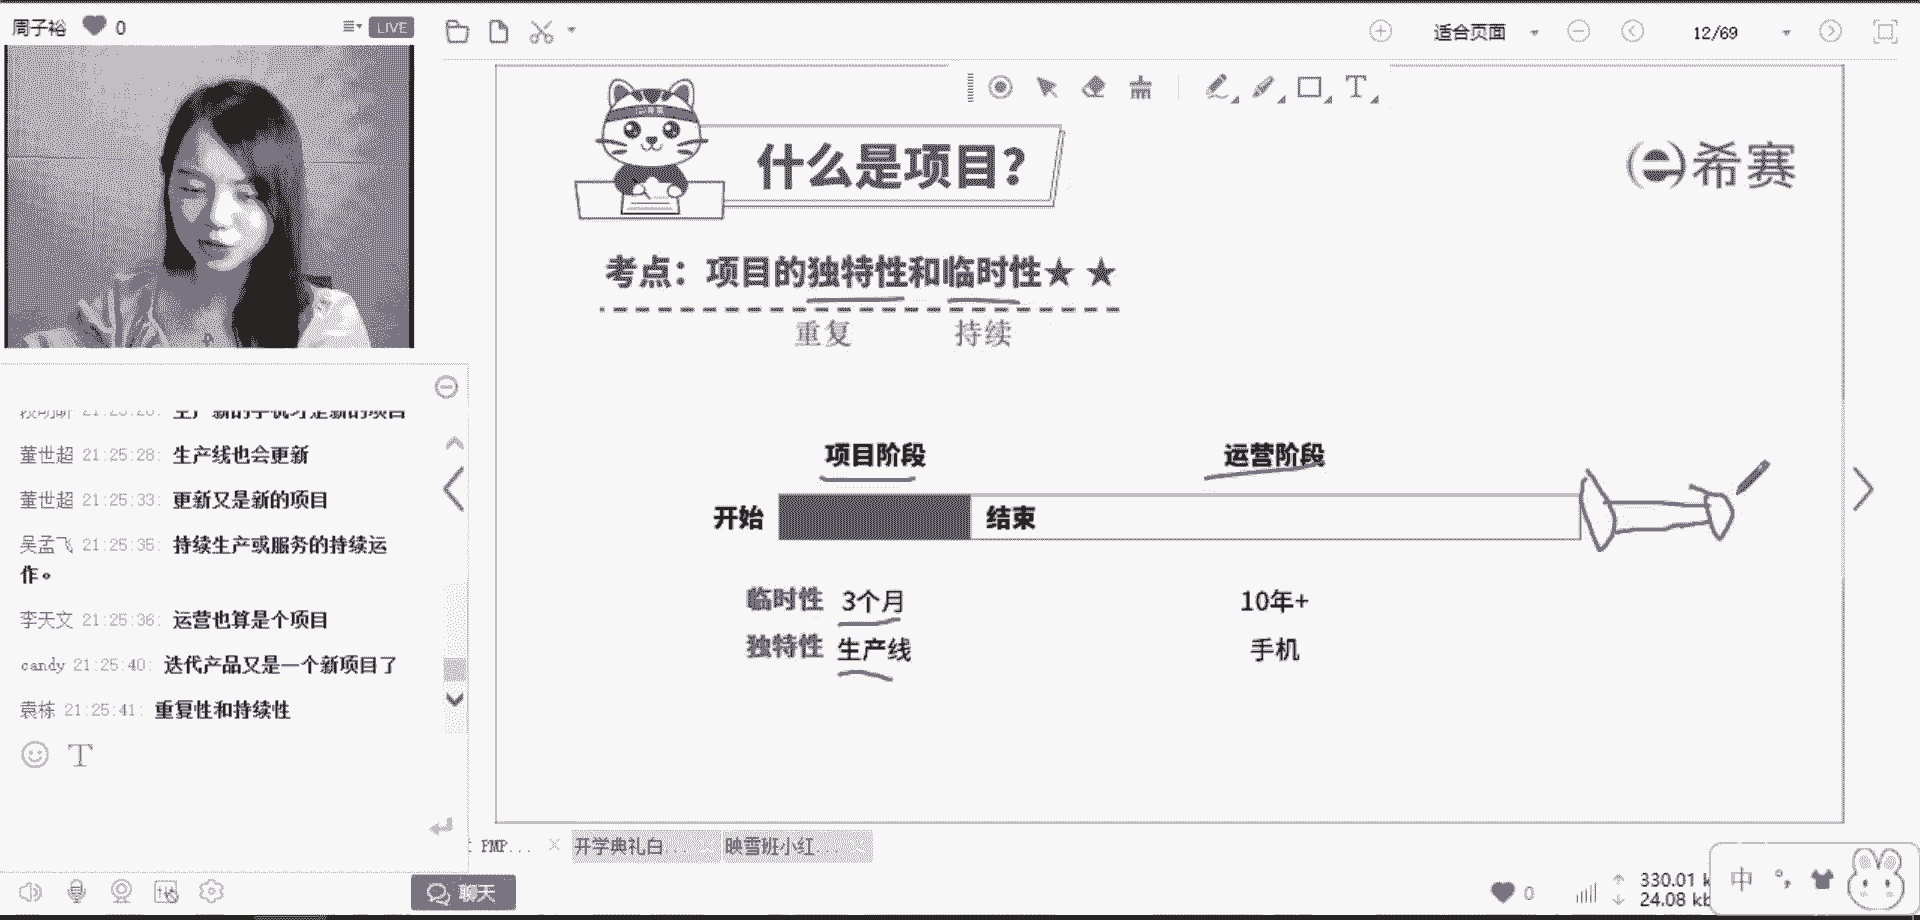 周子裕 0 LIVE
适合页面 12/69
什么是项目?
希赛
考点：项目的独特性和临时性★ ★
重复 持续
项目阶段 运营阶段
开始 结束
临时性 3个月 10年+
独特性 生产线 手机
董世超 21:25:28: 生产线也会更新
董世超 21:25:33: 更新又是新的项目
吴孟飞 21:25:35: 持续生产或服务的持续运
作。
李天文 21:25:36: 运营也算是个项目
candy 21:25:40: 迭代产品又是一个新项目了
袁栋 21:25:41: 重复性和持续性
T
PMP... 开学典礼白... 映雪班小红...
聊天
0
330.01 k
24.08 kb
中